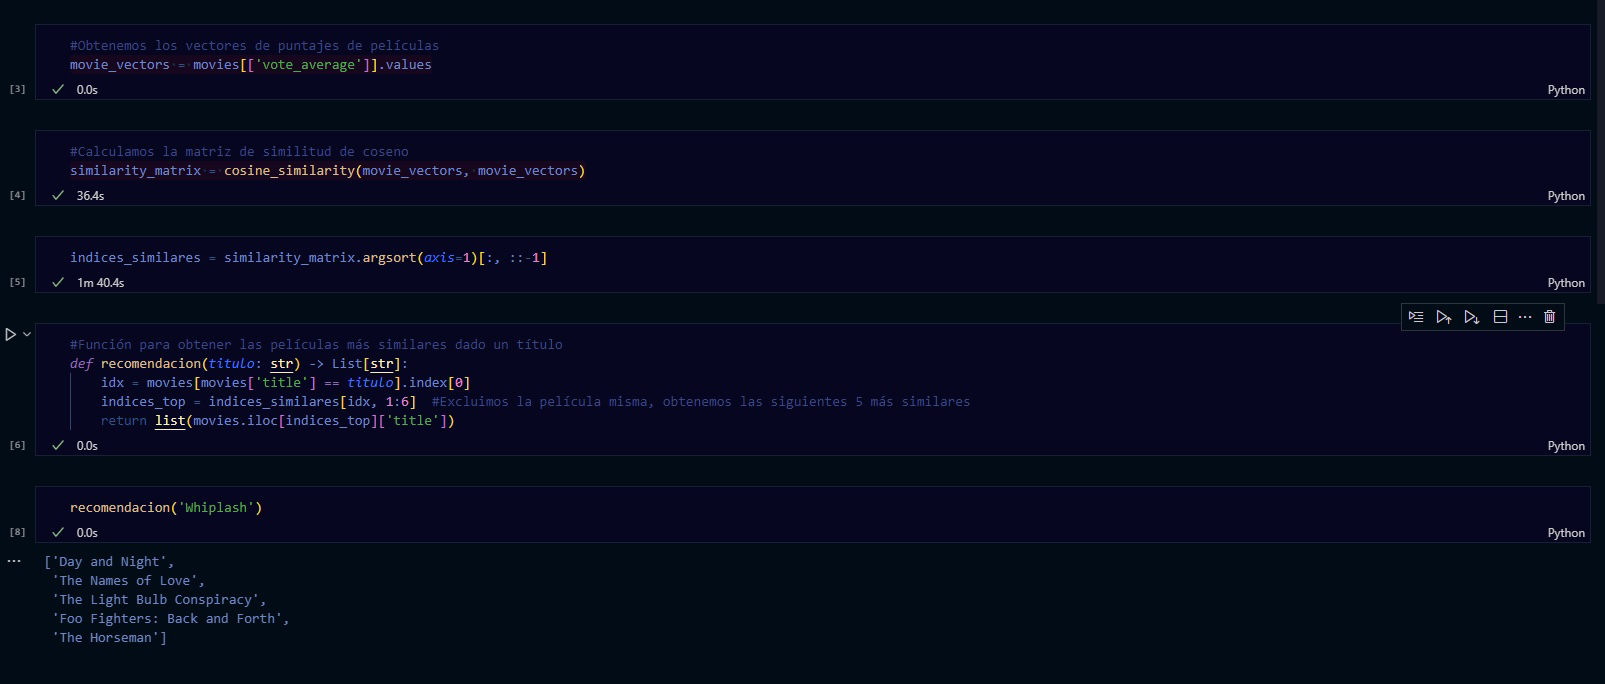 #Obtenemos los vectores de puntajes de películas
movie_vectors = movies[['vote_average']].values
[3] 0.0s Python
#Calculamos la matriz de similitud de coseno
similarity_matrix = cosine_similarity(movie_vectors, movie_vectors)
[4] 36.4s Python
indices_similares = similarity_matrix.argsort(axis=1)[:, ::-1]
[5] 1m 40.4s Python
#Función para obtener las películas más similares dado un título
def recomendacion(titulo: str) -> List[str]:
    idx = movies[movies['title'] == titulo].index[0]
    indices_top = indices_similares[idx, 1:6]  #Excluimos la película misma, obtenemos las siguientes 5 más similares
    return list(movies.iloc[indices_top]['title'])
[6] 0.0s Python
recomendacion('Whiplash')
[8] 0.0s Python
['Day and Night',
 'The Names of Love',
 'The Light Bulb Conspiracy',
 'Foo Fighters: Back and Forth',
 'The Horseman']